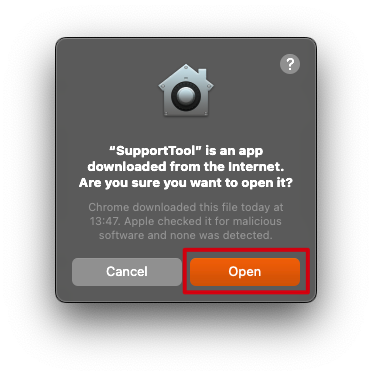 ?
“SupportTool” is an app
downloaded from the Internet.
Are you sure you want to open it?
Chrome downloaded this file today at
13:47. Apple checked it for malicious
software and none was detected.
Cancel
Open